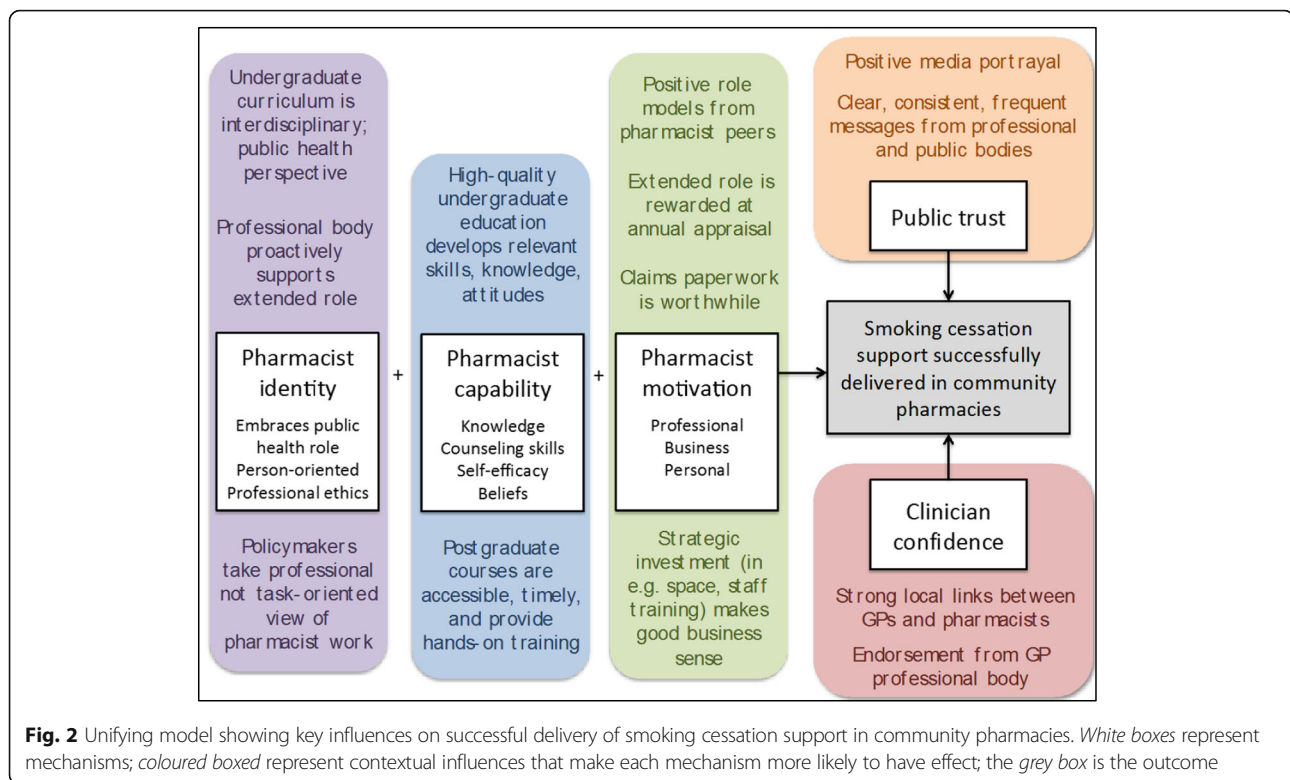 Undergraduate
curriculum is
interdisciplinary;
public health
perspective
Professional body
proactively
supports
extended role
Pharmacist
identity
Embraces public
health role
Person-oriented
Professional ethics
Policymakers
take professional
not task-oriented
view of
pharmacist work
+
High-quality
undergraduate
education
develops relevant
skills, knowledge,
attitudes
Pharmacist
capability
Knowledge
Counseling skills
Self-efficacy
Beliefs
Postgraduate
courses are
accessible, timely,
and provide
hands-on training
+
Positive role
models from
pharmacist peers
Extended role is
rewarded at
annual appraisal
Claims paperwork
is worthwhile
Pharmacist
motivation
Professional
Business
Personal
Strategic
investment (in
e.g. space, staff
training) makes
good business
sense
Positive media portrayal
Clear, consistent, frequent
messages from professional
and public bodies
Public trust
Smoking cessation
support successfully
delivered in community
pharmacies
Clinician
confidence
Strong local links between
GPs and pharmacists
Endorsement from GP
professional body
Fig. 2 Unifying model showing key influences on successful delivery of smoking cessation support in community pharmacies. White boxes represent
mechanisms; coloured boxed represent contextual influences that make each mechanism more likely to have effect; the grey box is the outcome